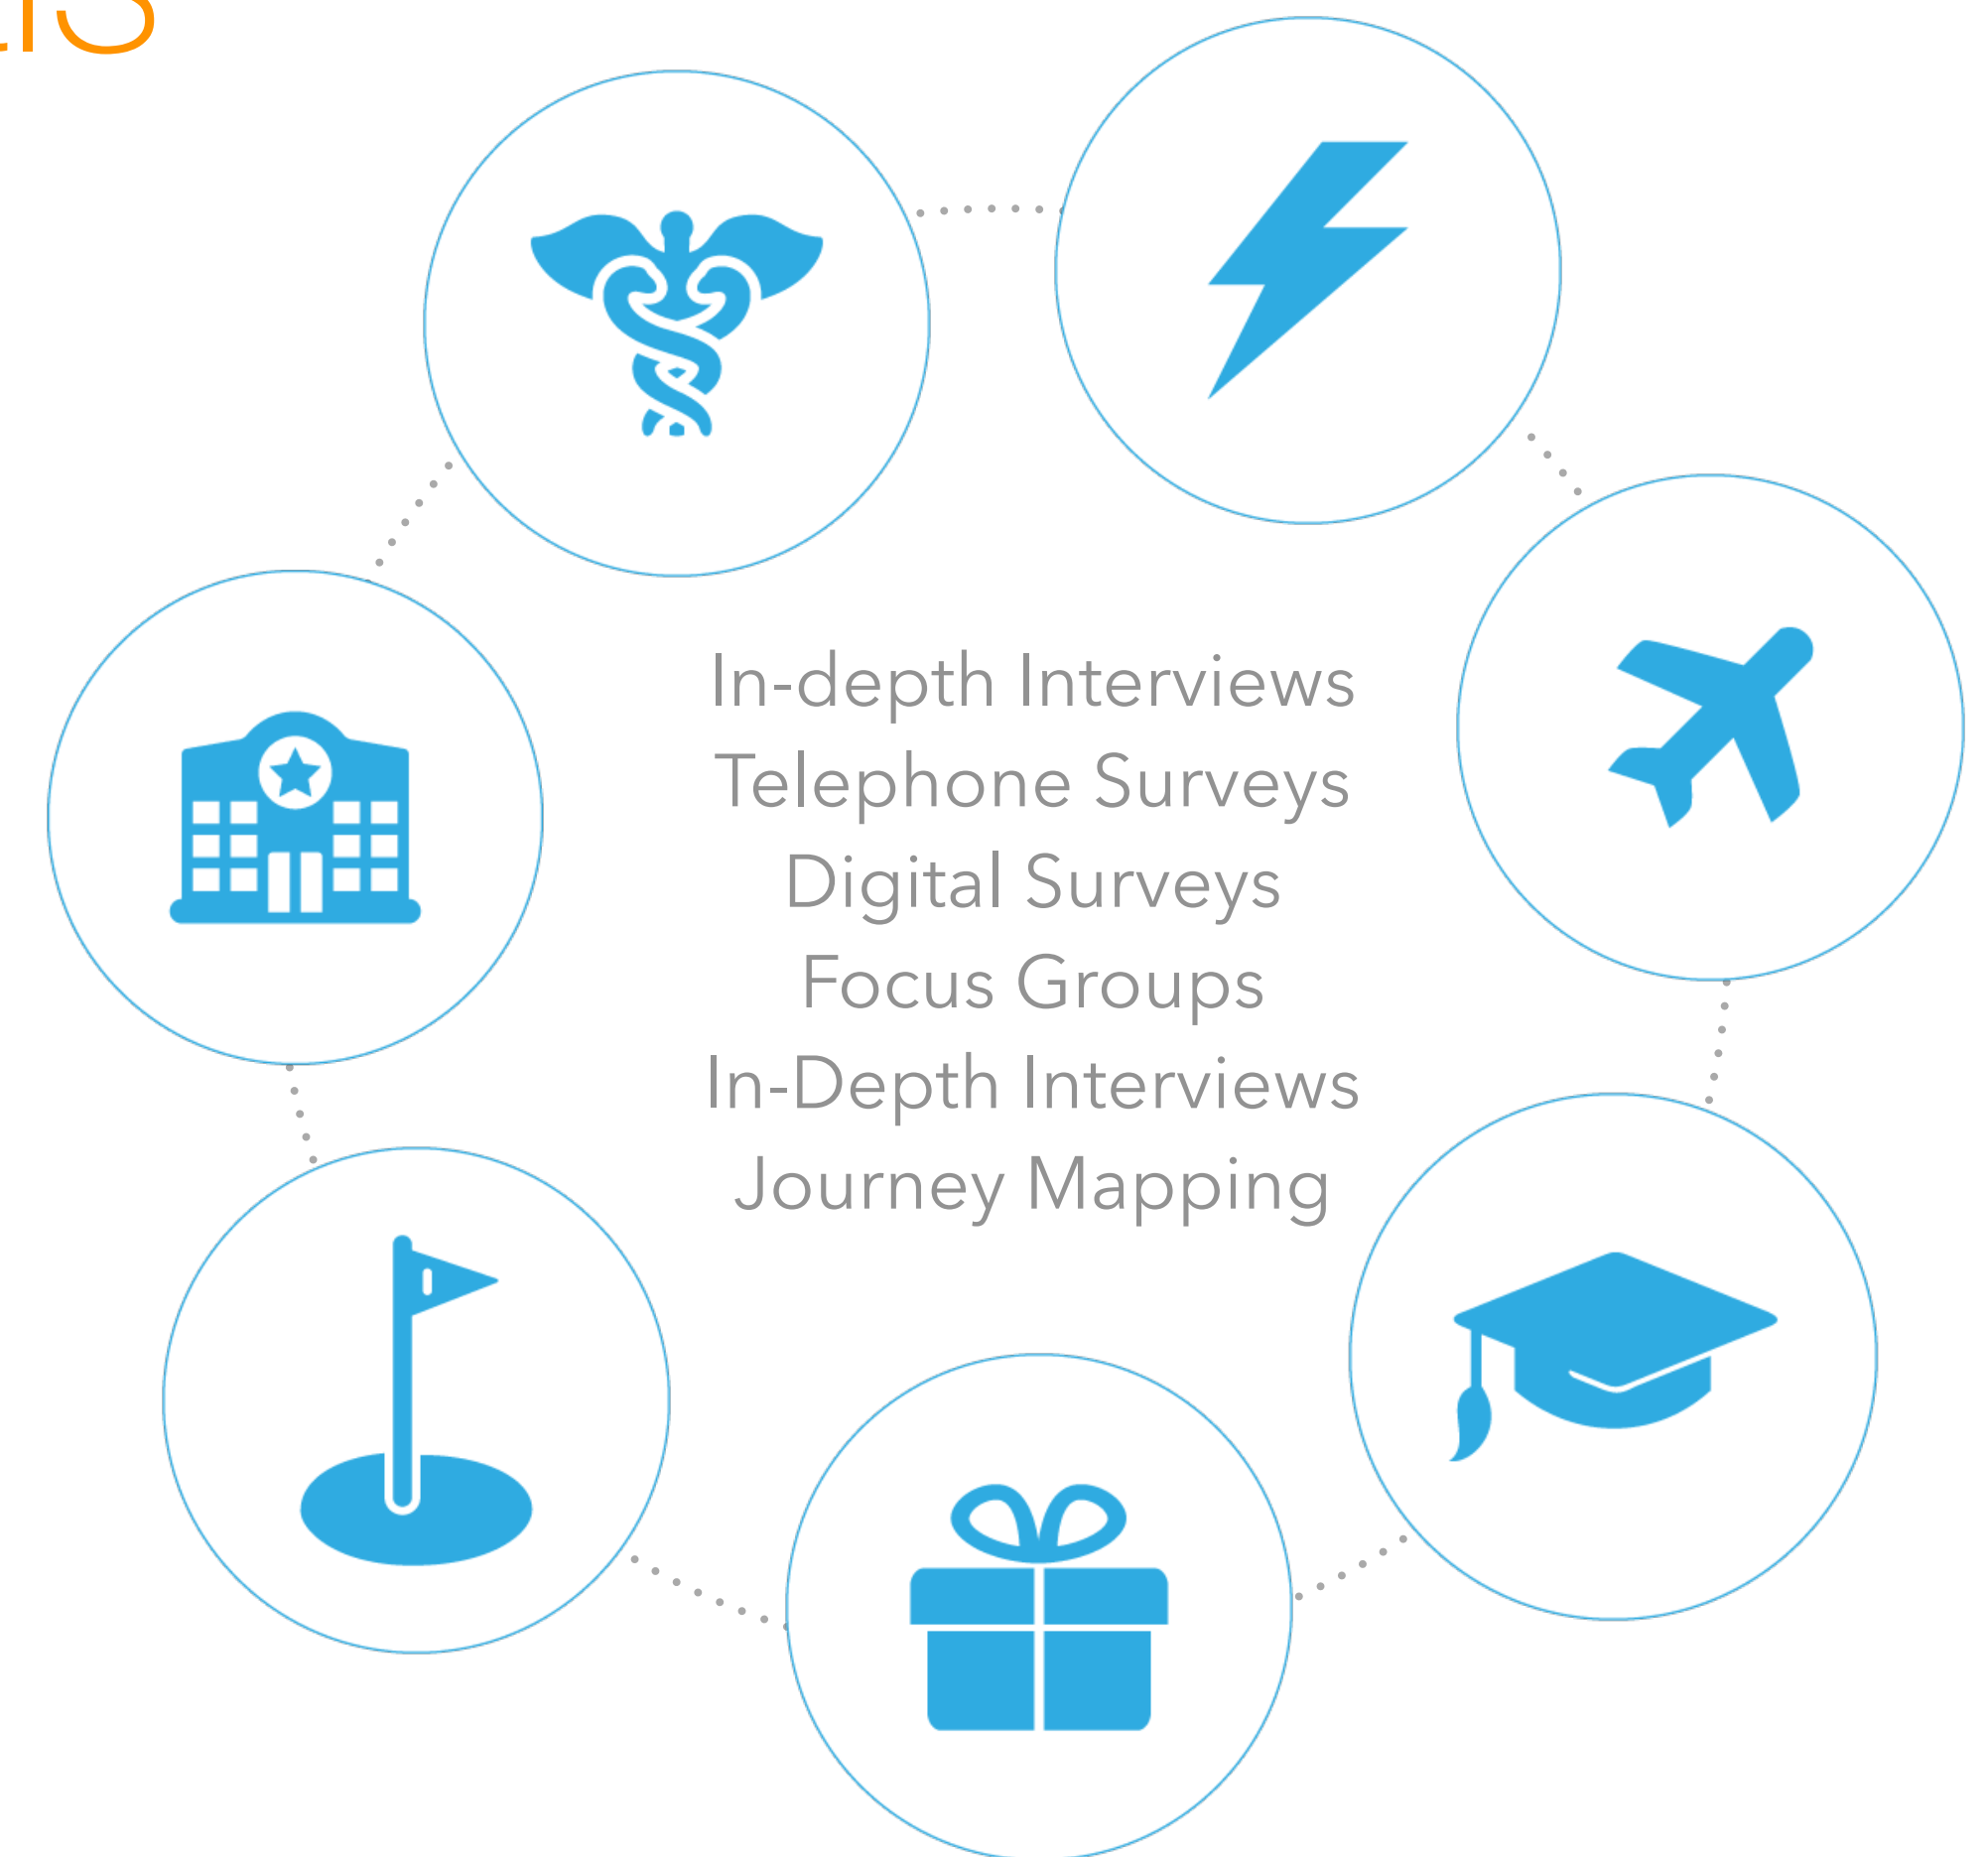 In-depth Interviews
Telephone Surveys
Digital Surveys
Focus Groups
In-Depth Interviews
Journey Mapping